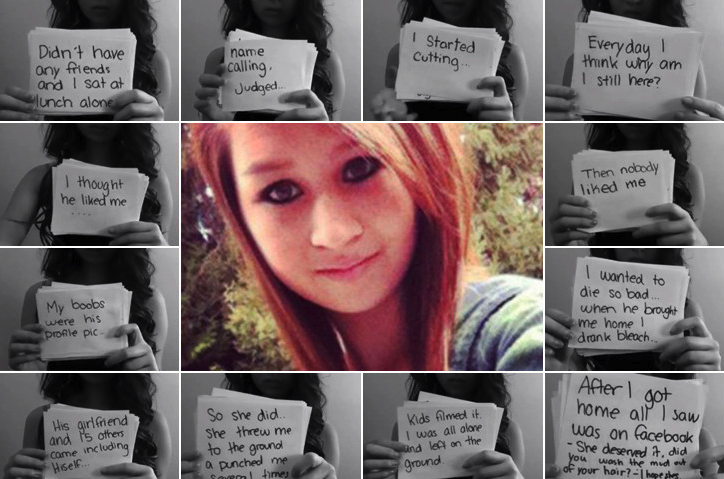 Didn't have
any friends
and I sat at
lunch alone
name
calling,
Judged...
I Started
cutting...
Everyday I
think why am
I still here?
I thought
he liked me
....
Then nobody
liked me
My boobs
were his
profile pic..
I wanted to
die so bad...
when he brought
me home I
drank bleach..
His girlfriend
and 15 others
came including
hiself...
So she did..
She threw me
to the ground
a punched me
several times
Kids filmed it.
I was all alone
and left on the
ground.
After I got
home all I saw
was on facebook
- She deserved it, did
you wash the mud out
of your hair? - I hope shes